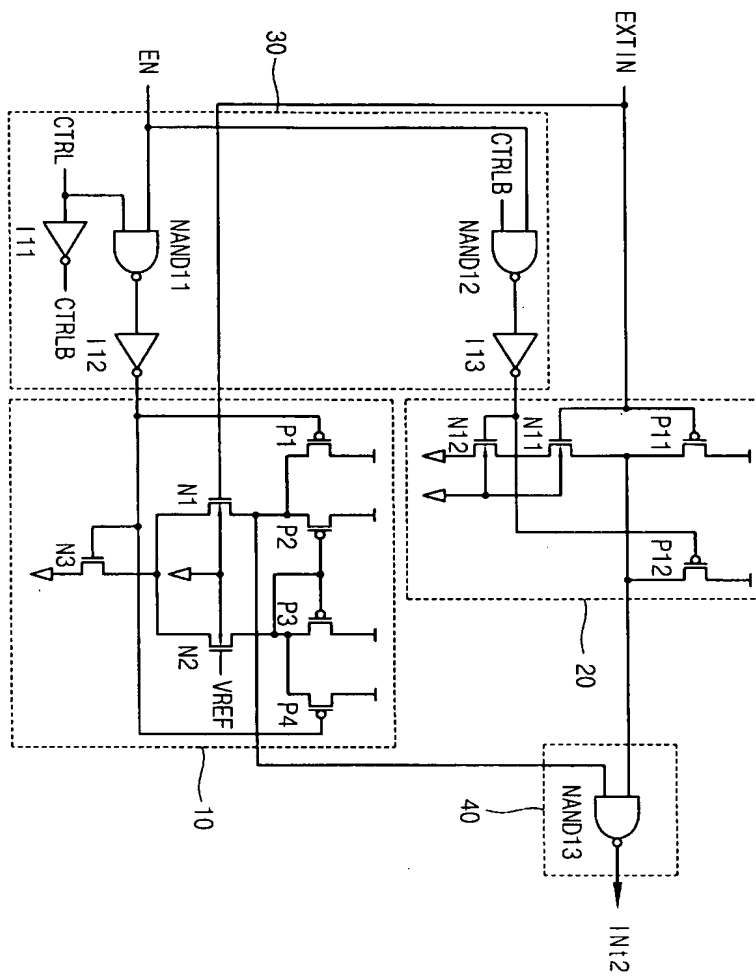 EXTIN
EN
30
CTRL
I11
CTRLB
NAND11
I12
CTRLB
NAND12
I13
P11
N11
N12
P12
20
P1
N1
P2
N3
P3
N2
VREF
P4
10
NAND13
40
INt2